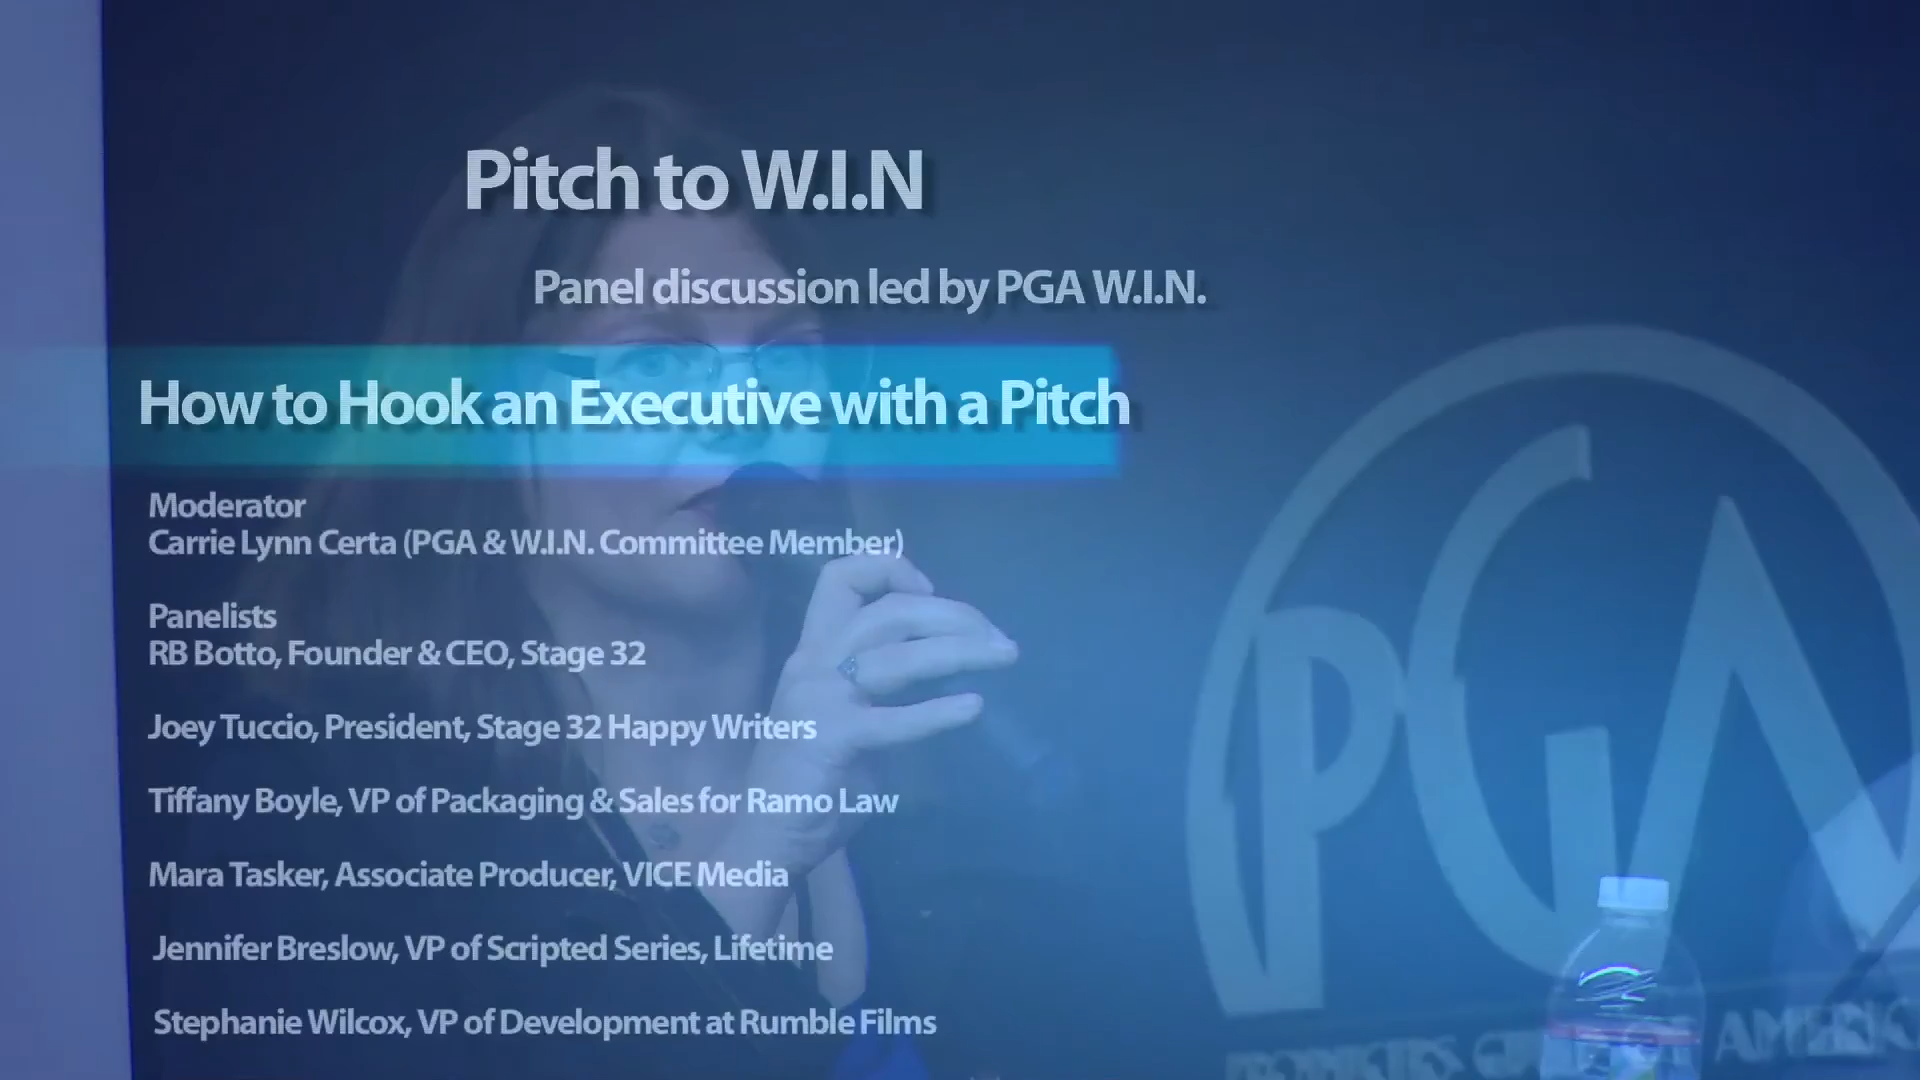 Pitch to W.I.N
Panel discussion led by PGA W.I.N.
How to Hook an Executive with a Pitch
Moderator
Carrie Lynn Certa (PGA & W.I.N. Committee Member)
Panelists
RB Botto, Founder & CEO, Stage 32
Joey Tuccio, President, Stage 32 Happy Writers
Tiffany Boyle, VP of Packaging & Sales for Ramo Law
Mara Tasker, Associate Producer, VICE Media
Jennifer Breslow, VP of Scripted Series, Lifetime
Stephanie Wilcox, VP of Development at Rumble Films
PGA